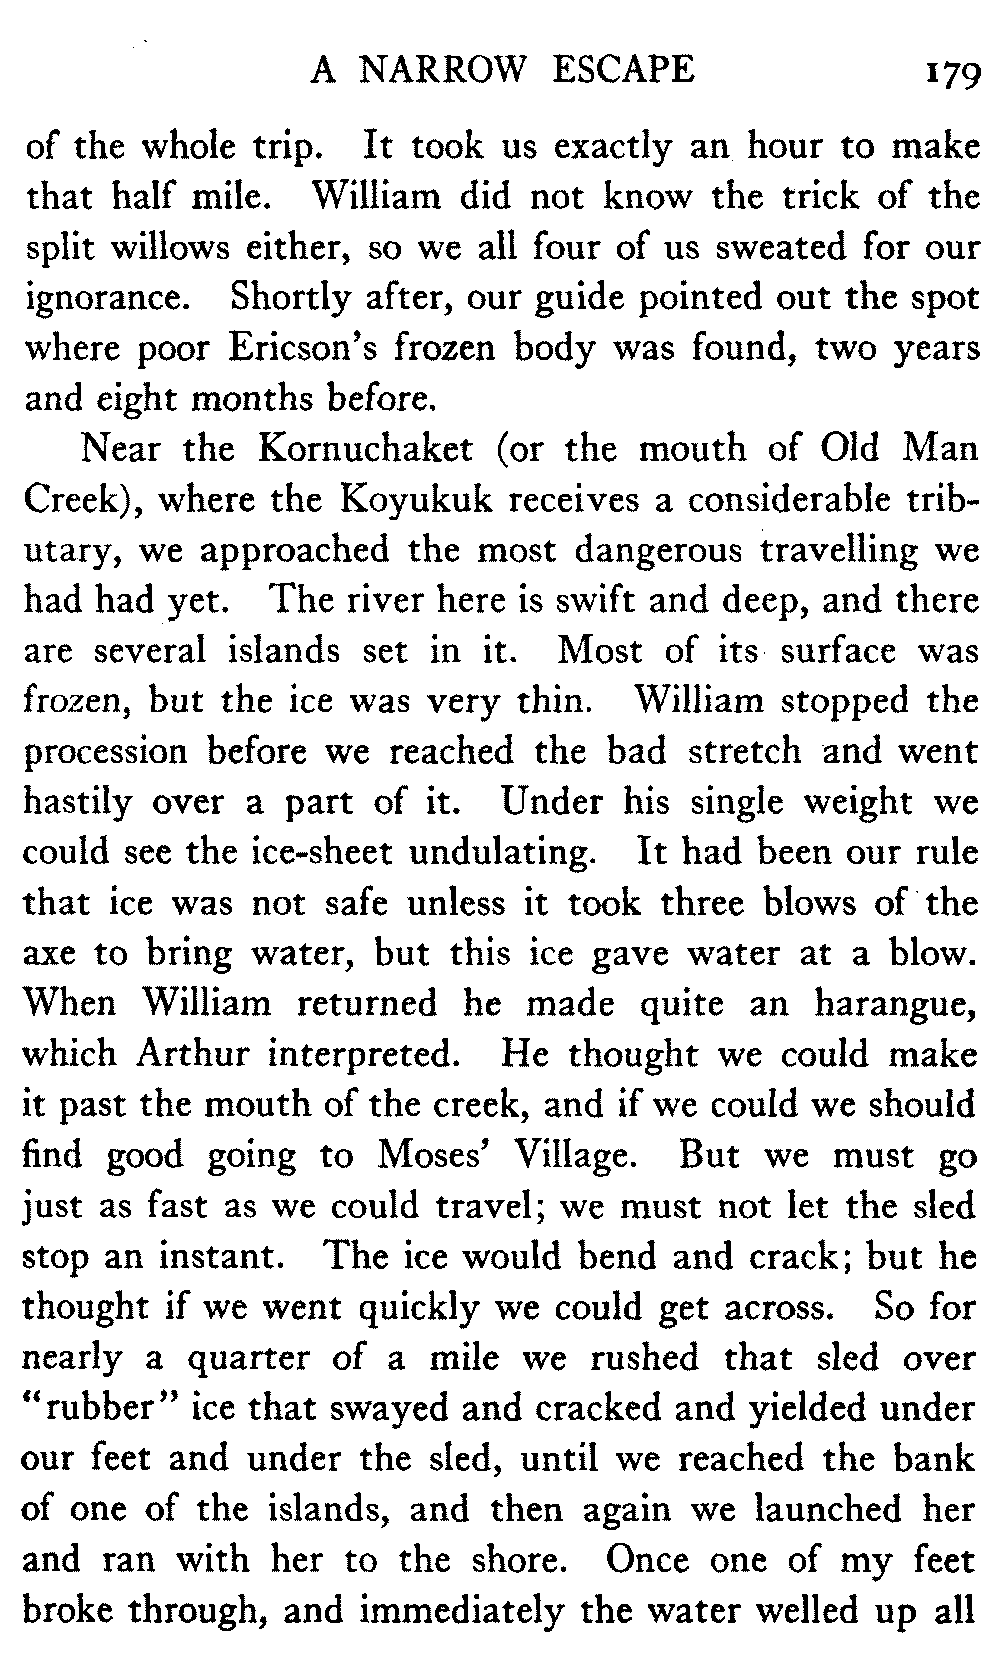 A NARROW ESCAPE 179
of the whole trip. It took us exactly an hour to make
that half mile. William did not know the trick of the
split willows either, so we all four of us sweated for our
ignorance. Shortly after, our guide pointed out the spot
where poor Ericson's frozen body was found, two years
and eight months before.
Near the Kornuchaket (or the mouth of Old Man
Creek), where the Koyukuk receives a considerable trib-
utary, we approached the most dangerous travelling we
had had yet. The river here is swift and deep, and there
are several islands set in it. Most of its surface was
frozen, but the ice was very thin. William stopped the
procession before we reached the bad stretch and went
hastily over a part of it. Under his single weight we
could see the ice-sheet undulating. It had been our rule
that ice was not safe unless it took three blows of the
axe to bring water, but this ice gave water at a blow.
When William returned he made quite an harangue,
which Arthur interpreted. He thought we could make
it past the mouth of the creek, and if we could we should
find good going to Moses' Village. But we must go
just as fast as we could travel; we must not let the sled
stop an instant. The ice would bend and crack; but he
thought if we went quickly we could get across. So for
nearly a quarter of a mile we rushed that sled over
"rubber" ice that swayed and cracked and yielded under
our feet and under the sled, until we reached the bank
of one of the islands, and then again we launched her
and ran with her to the shore. Once one of my feet
broke through, and immediately the water welled up all